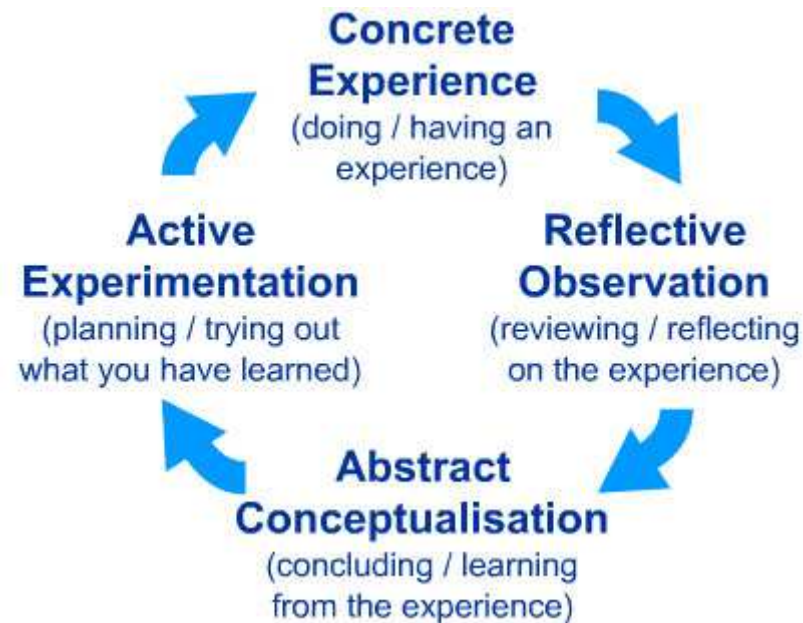 Concrete
Experience
(doing / having an
experience)
Reflective
Observation
(reviewing / reflecting
on the experience)
Abstract
Conceptualisation
(concluding / learning
from the experience)
Active
Experimentation
(planning / trying out
what you have learned)